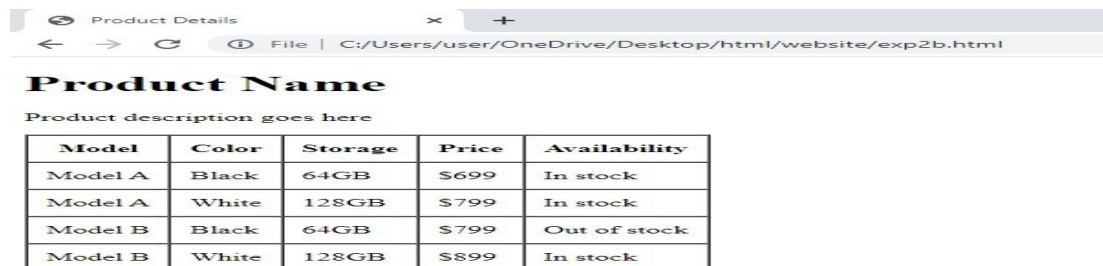 Product Details
File | C:/Users/user/OneDrive/Desktop/html/website/exp2b.html
Product Name
Product description goes here
Model Color Storage Price Availability
Model A Black 64GB $699 In stock
Model A White 128GB $799 In stock
Model B Black 64GB $799 Out of stock
Model B White 128GB $899 In stock